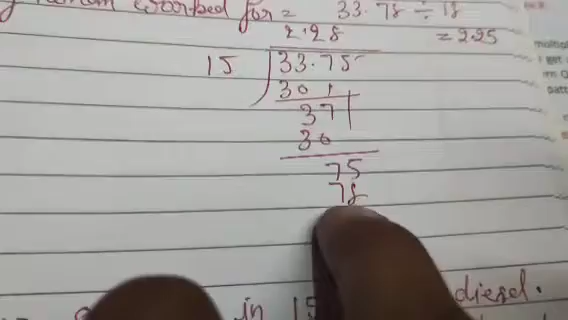 worked for = 33.75 ÷ 15
2.25 = 2.25
15 33.75
30
37
30
75
75
in 15 diesel.